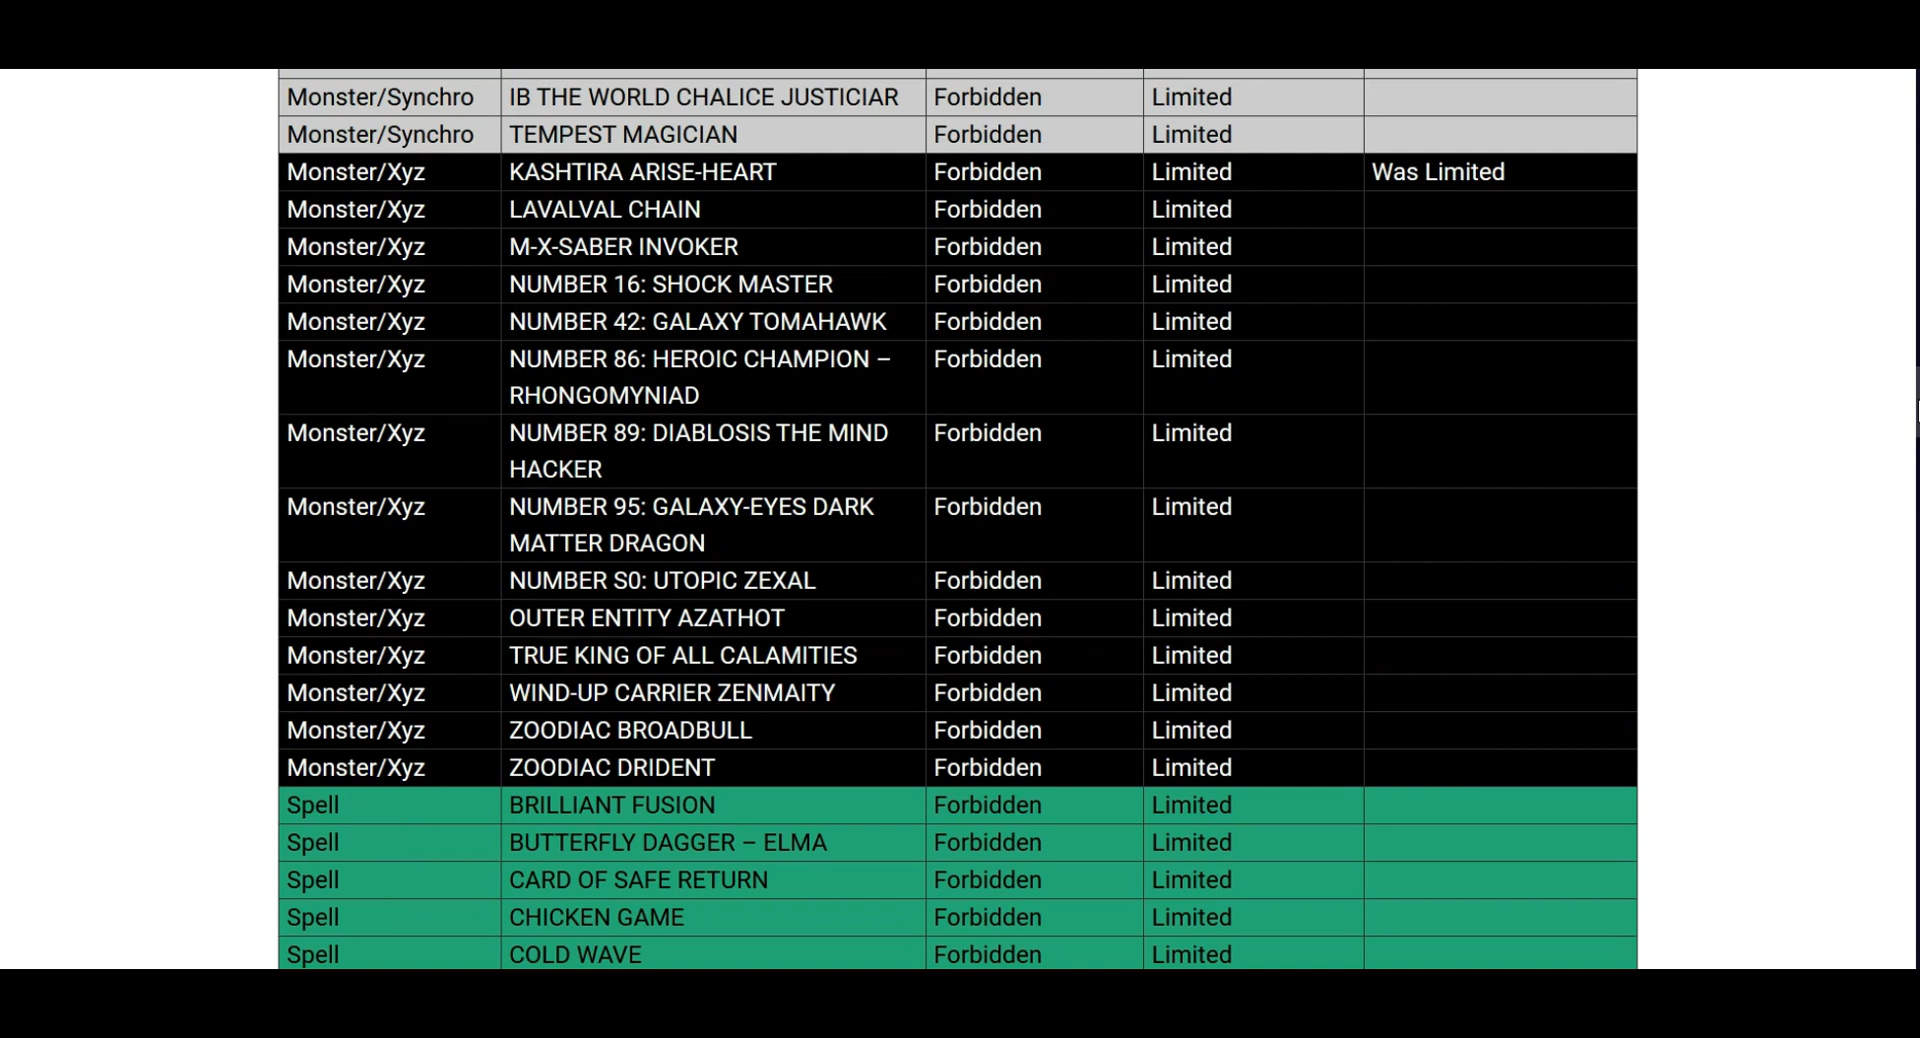 Monster/Synchro IB THE WORLD CHALICE JUSTICIAR Forbidden Limited
Monster/Synchro TEMPEST MAGICIAN Forbidden Limited
Monster/Xyz KASHTIRA ARISE-HEART Forbidden Limited Was Limited
Monster/Xyz LAVALVAL CHAIN Forbidden Limited
Monster/Xyz M-X-SABER INVOKER Forbidden Limited
Monster/Xyz NUMBER 16: SHOCK MASTER Forbidden Limited
Monster/Xyz NUMBER 42: GALAXY TOMAHAWK Forbidden Limited
Monster/Xyz NUMBER 86: HEROIC CHAMPION – Forbidden Limited
RHONGOMYNIAD
Monster/Xyz NUMBER 89: DIABLOSIS THE MIND Forbidden Limited
HACKER
Monster/Xyz NUMBER 95: GALAXY-EYES DARK Forbidden Limited
MATTER DRAGON
Monster/Xyz NUMBER S0: UTOPIC ZEXAL Forbidden Limited
Monster/Xyz OUTER ENTITY AZATHOT Forbidden Limited
Monster/Xyz TRUE KING OF ALL CALAMITIES Forbidden Limited
Monster/Xyz WIND-UP CARRIER ZENMAITY Forbidden Limited
Monster/Xyz ZOODIAC BROADBULL Forbidden Limited
Monster/Xyz ZOODIAC DRIDENT Forbidden Limited
Spell BRILLIANT FUSION Forbidden Limited
Spell BUTTERFLY DAGGER – ELMA Forbidden Limited
Spell CARD OF SAFE RETURN Forbidden Limited
Spell CHICKEN GAME Forbidden Limited
Spell COLD WAVE Forbidden Limited